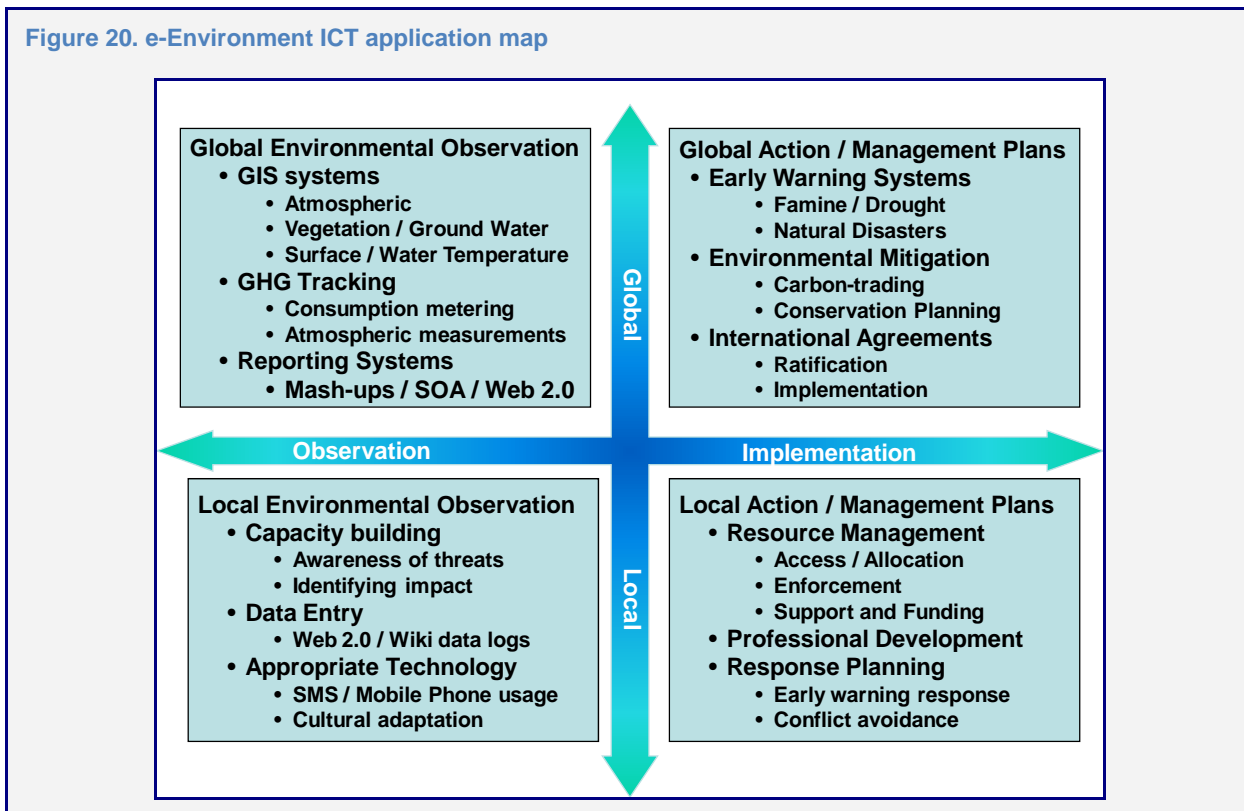 Figure 20. e-Environment ICT application map
Global Environmental Observation
• GIS systems
• Atmospheric
• Vegetation / Ground Water
• Surface / Water Temperature
• GHG Tracking
• Consumption metering
• Atmospheric measurements
• Reporting Systems
• Mash-ups / SOA / Web 2.0
Global Action / Management Plans
• Early Warning Systems
• Famine / Drought
• Natural Disasters
• Environmental Mitigation
• Carbon-trading
• Conservation Planning
• International Agreements
• Ratification
• Implementation
Global
Observation
Implementation
Local
Local Environmental Observation
• Capacity building
• Awareness of threats
• Identifying impact
• Data Entry
• Web 2.0 / Wiki data logs
• Appropriate Technology
• SMS / Mobile Phone usage
• Cultural adaptation
Local Action / Management Plans
• Resource Management
• Access / Allocation
• Enforcement
• Support and Funding
• Professional Development
• Response Planning
• Early warning response
• Conflict avoidance